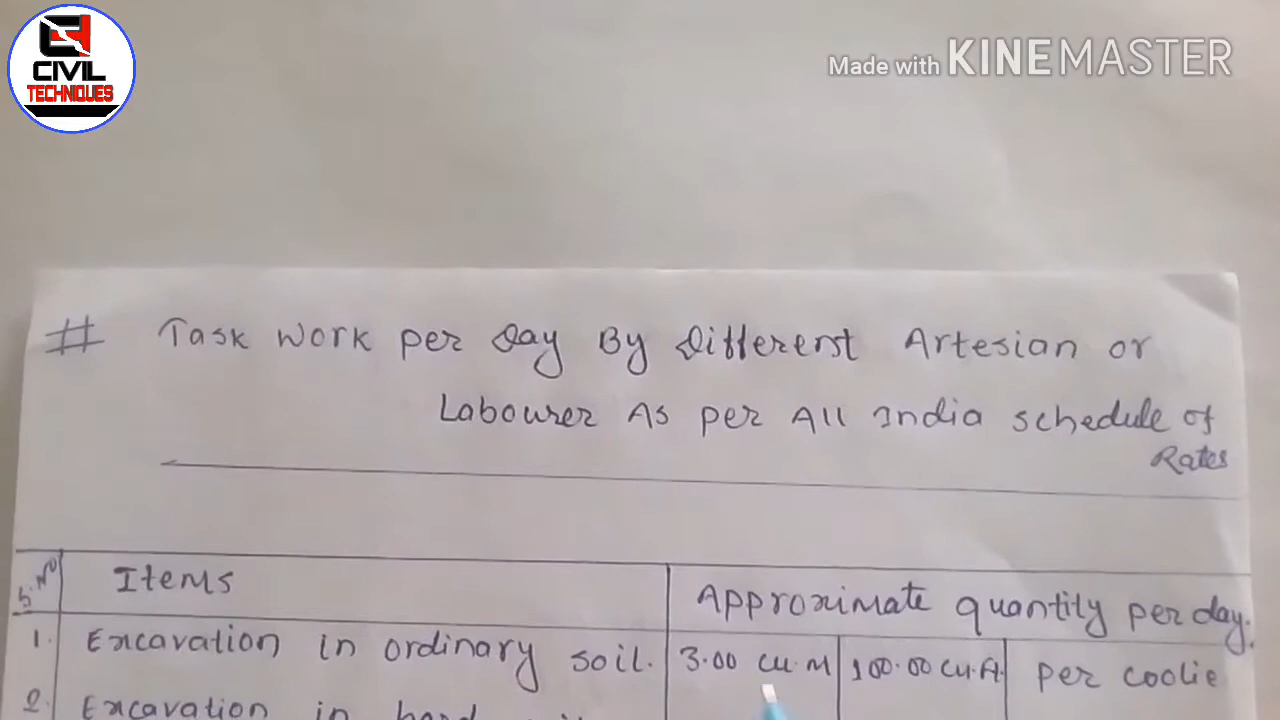 CIVIL
TECHNIQUES
Made with KINEMASTER
# Task work per day By Different Artesian or
Labourer As per All India schedule of
Rates
S.No Items Approximate quantity per day.
1. Excavation in ordinary soil. 3.00 cu.M 100.00 cu.ft. per coolie
2. Excavation in hard